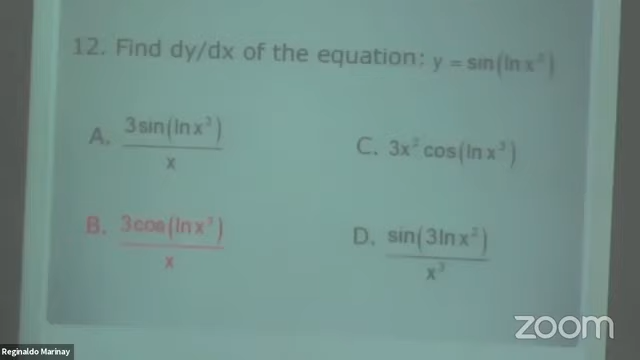 12. Find dy/dx of the equation: y = sin(ln x³)
A. 3sin(ln x³) / x
C. 3x² cos(ln x³)
B. 3cos(ln x³) / x
D. sin(3ln x²) / x³
zoom
Reginaldo Marinay